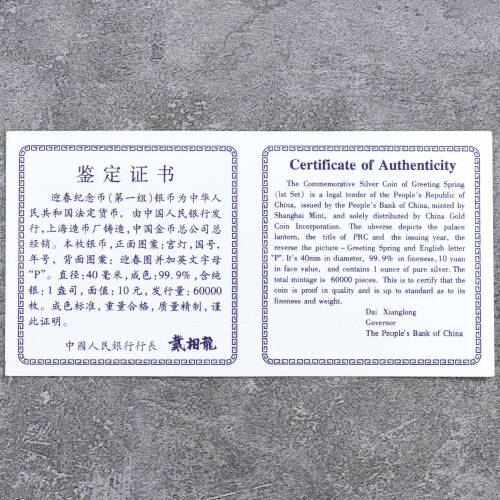 鉴定证书
迎春纪念币(第一组)银币为中华人
民共和国法定货币，由中国人民银行发
行，上海造币厂铸造，中国金币总公司总
经销。本枚银币，正面图案：宫灯，国号，
年号，背面图案：迎春图并加英文字母
“P”。直径：40毫米，成色：99.9%，含纯
银：1盎司，面值：10元，发行量：60000
枚。成色标准，重量合格，质量精制，谨
此证明。
中國人民銀行行長 戴相龍
Certificate of Authenticity
The Commemorative Silver Coin of Greeting Spring
(lst Set) is a legal tender of the People's Republic of
China, issued by the People's Bank of China, minted by
Shanghai Mint, and solely distributed by China Gold
Coin Incorporation. The obverse depicts the palace
lantern, the title of PRC and the issuing year, the
reverse the picture - Greeting Spring and English letter
"P". It's 40mm in diameter, 99.9% in fineness, 10 yuan
in face value, and contains 1 ounce of pure silver. The
total mintage is 60000 pieces. This is to certify that the
coin is proof in quality and is up to standard as to its
fineness and weight.
Dai Xianglong
Governor
The People's Bank of China